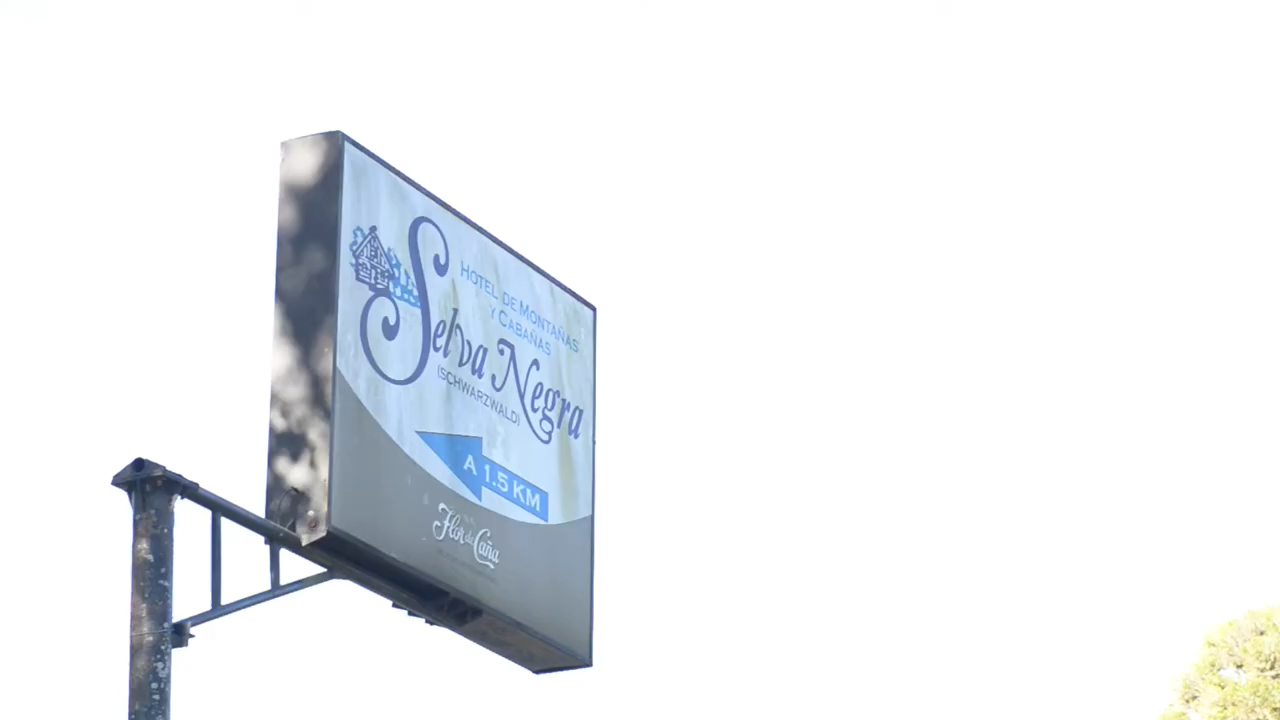 HOTEL DE MONTAÑAS
Y CABAÑAS
Selva Negra
(SCHWARZWALD)
A 1.5 KM
Flor de Caña